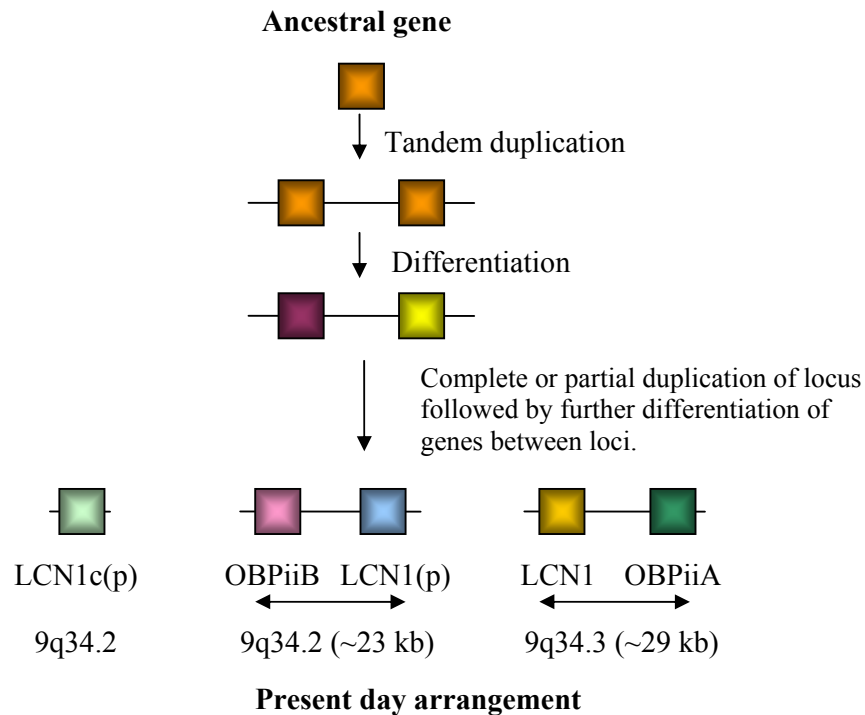 Ancestral gene
Tandem duplication
Differentiation
Complete or partial duplication of locus
followed by further differentiation of
genes between loci.
LCN1c(p) OBPiiB LCN1(p) LCN1 OBPiiA
9q34.2 9q34.2 (~23 kb) 9q34.3 (~29 kb)
Present day arrangement